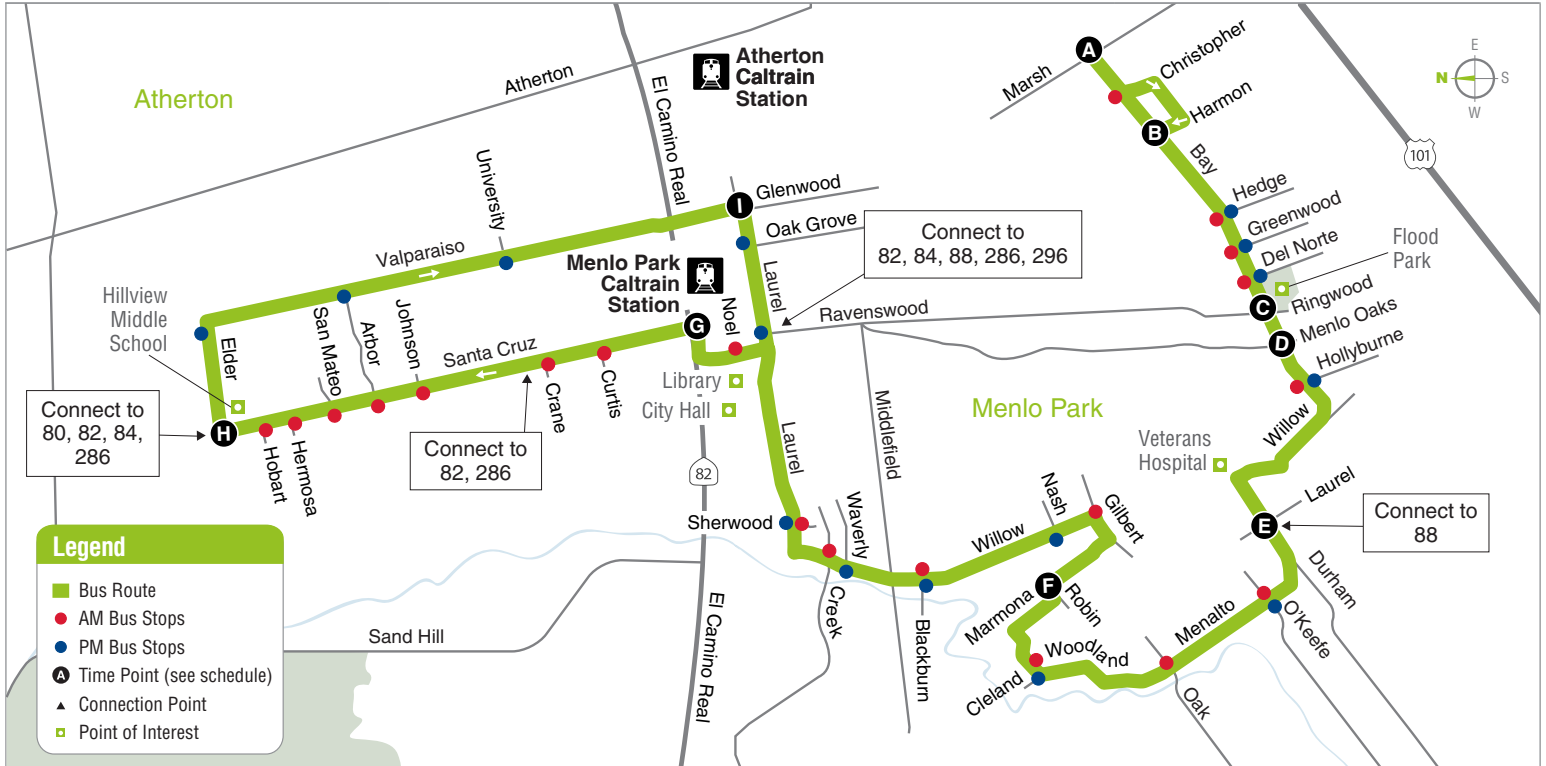 Atherton
Atherton
El Camino Real
Atherton
Caltrain
Station
Marsh
A
Christopher
Harmon
B
Bay
E
N
S
W
101
Hedge
Greenwood
Del Norte
Flood
Park
C
Ringwood
D
Menlo Oaks
Hollyburne
Willow
University
Valparaiso
I
Glenwood
Oak Grove
Laurel
Connect to
82, 84, 88, 286, 296
Ravenswood
Menlo Park
Caltrain
Station
G
Noel
Hillview
Middle
School
Elder
San Mateo
Arbor
Johnson
Santa Cruz
Crane
Curtis
Library
City Hall
Connect to
80, 82, 84,
286
H
Hobart
Hermosa
Connect to
82, 286
82
Laurel
Middlefield
Menlo Park
Veterans
Hospital
Laurel
E
Connect to
88
Sherwood
Waverly
Creek
Willow
Nash
Gilbert
Blackburn
F
Robin
Marmona
Woodland
Cleland
Menalto
Oak
O'Keefe
Durham
El Camino Real
Sand Hill
Legend
Bus Route
AM Bus Stops
PM Bus Stops
A Time Point (see schedule)
Connection Point
Point of Interest